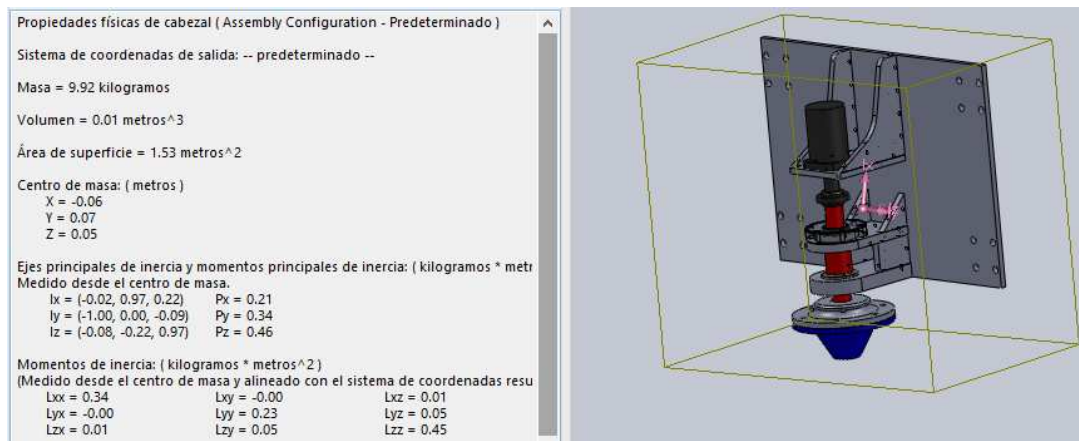 Propiedades físicas de cabezal ( Assembly Configuration - Predeterminado )
Sistema de coordenadas de salida: -- predeterminado --
Masa = 9.92 kilogramos
Volumen = 0.01 metros^3
Área de superficie = 1.53 metros^2
Centro de masa: ( metros )
X = -0.06
Y = 0.07
Z = 0.05
Ejes principales de inercia y momentos principales de inercia: ( kilogramos * metr
Medido desde el centro de masa.
Ix = (-0.02, 0.97, 0.22) Px = 0.21
Iy = (-1.00, 0.00, -0.09) Py = 0.34
Iz = (-0.08, -0.22, 0.97) Pz = 0.46
Momentos de inercia: ( kilogramos * metros^2 )
(Medido desde el centro de masa y alineado con el sistema de coordenadas resu
Lxx = 0.34 Lxy = -0.00 Lxz = 0.01
Lyx = -0.00 Lyy = 0.23 Lyz = 0.05
Lzx = 0.01 Lzy = 0.05 Lzz = 0.45